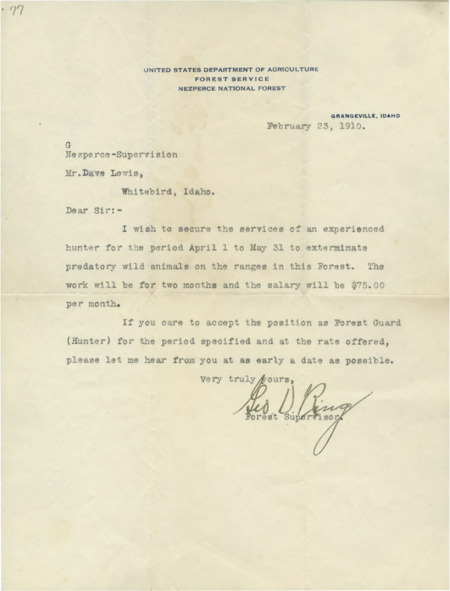 77
UNITED STATES DEPARTMENT OF AGRICULTURE
FOREST SERVICE
NEZPERCE NATIONAL FOREST
GRANGEVILLE, IDAHO
February 23, 1910.
G
Nezperce-Supervision
Mr.Dave Lewis,
Whitebird, Idaho.
Dear Sir:-
I wish to secure the services of an experienced
hunter for the period April 1 to May 31 to exterminate
predatory wild animals on the ranges in this Forest. The
work will be for two months and the salary will be $75.00
per month.
If you care to accept the position as Forest Guard
(Hunter) for the period specified and at the rate offered,
please let me hear from you at as early a date as possible.
Very truly yours,
Geo D. Ring
Forest Supervisor.